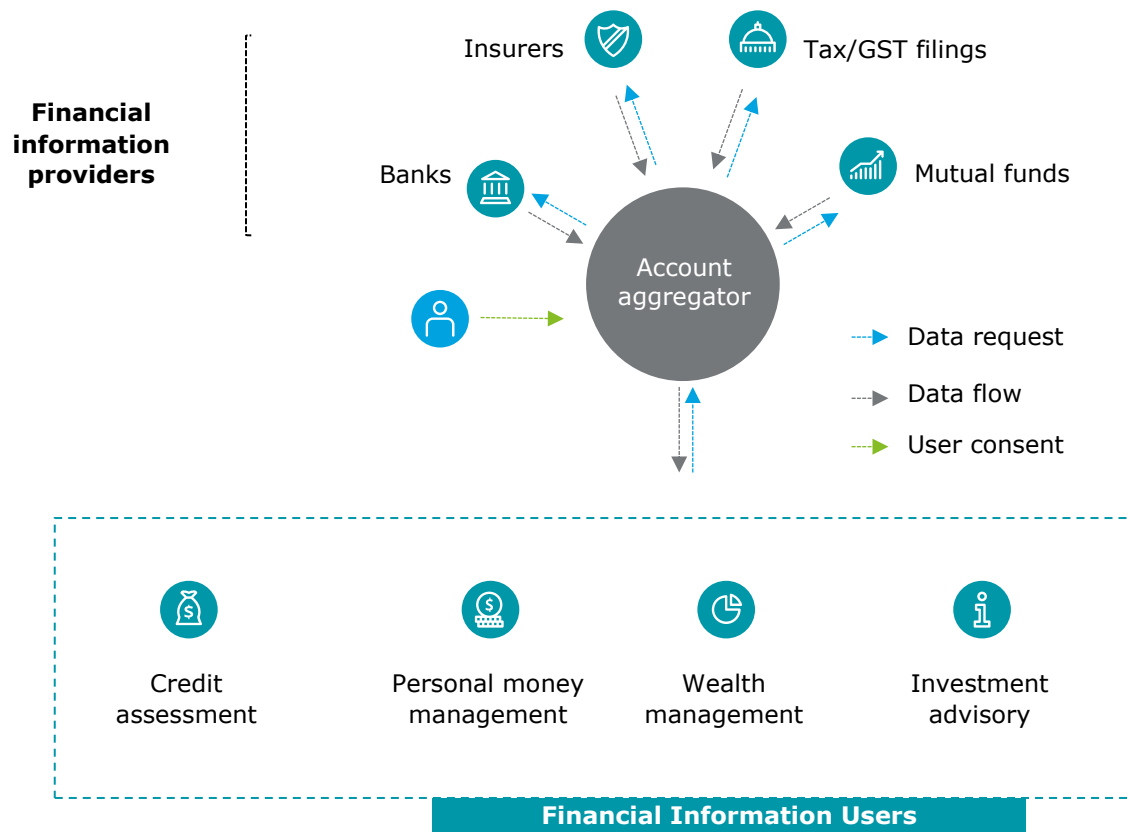 Insurers
Tax/GST filings
Financial
information
providers
Banks
Mutual funds
Account
aggregator
Data request
Data flow
User consent
Credit
assessment
Personal money
management
Wealth
management
Investment
advisory
Financial Information Users